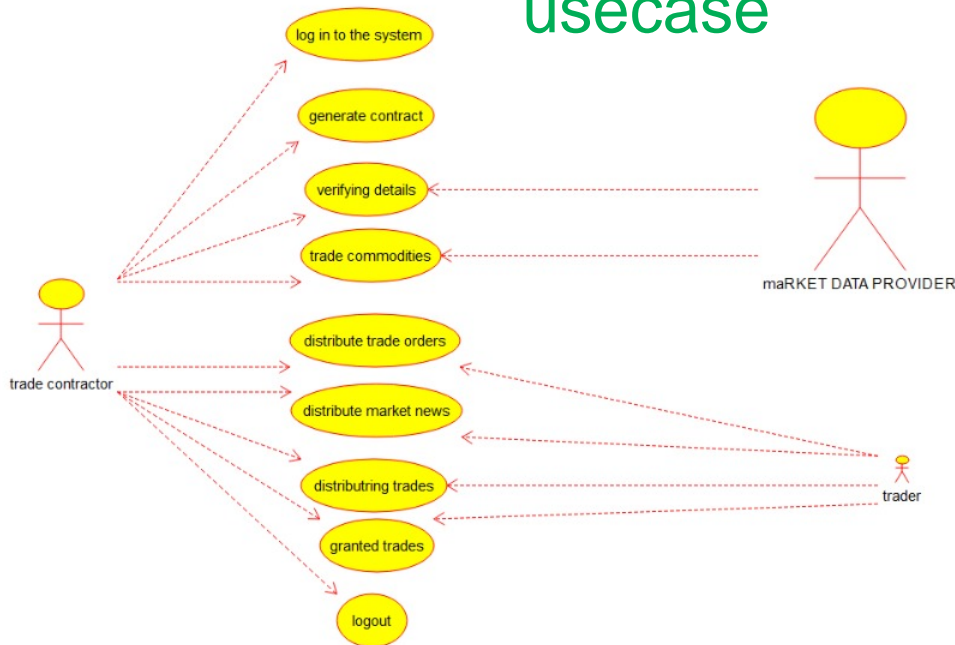 usecase
log in to the system
generate contract
verifying details
trade commodities
maRKET DATA PROVIDER
distribute trade orders
trade contractor
distribute market news
distributring trades
trader
granted trades
logout